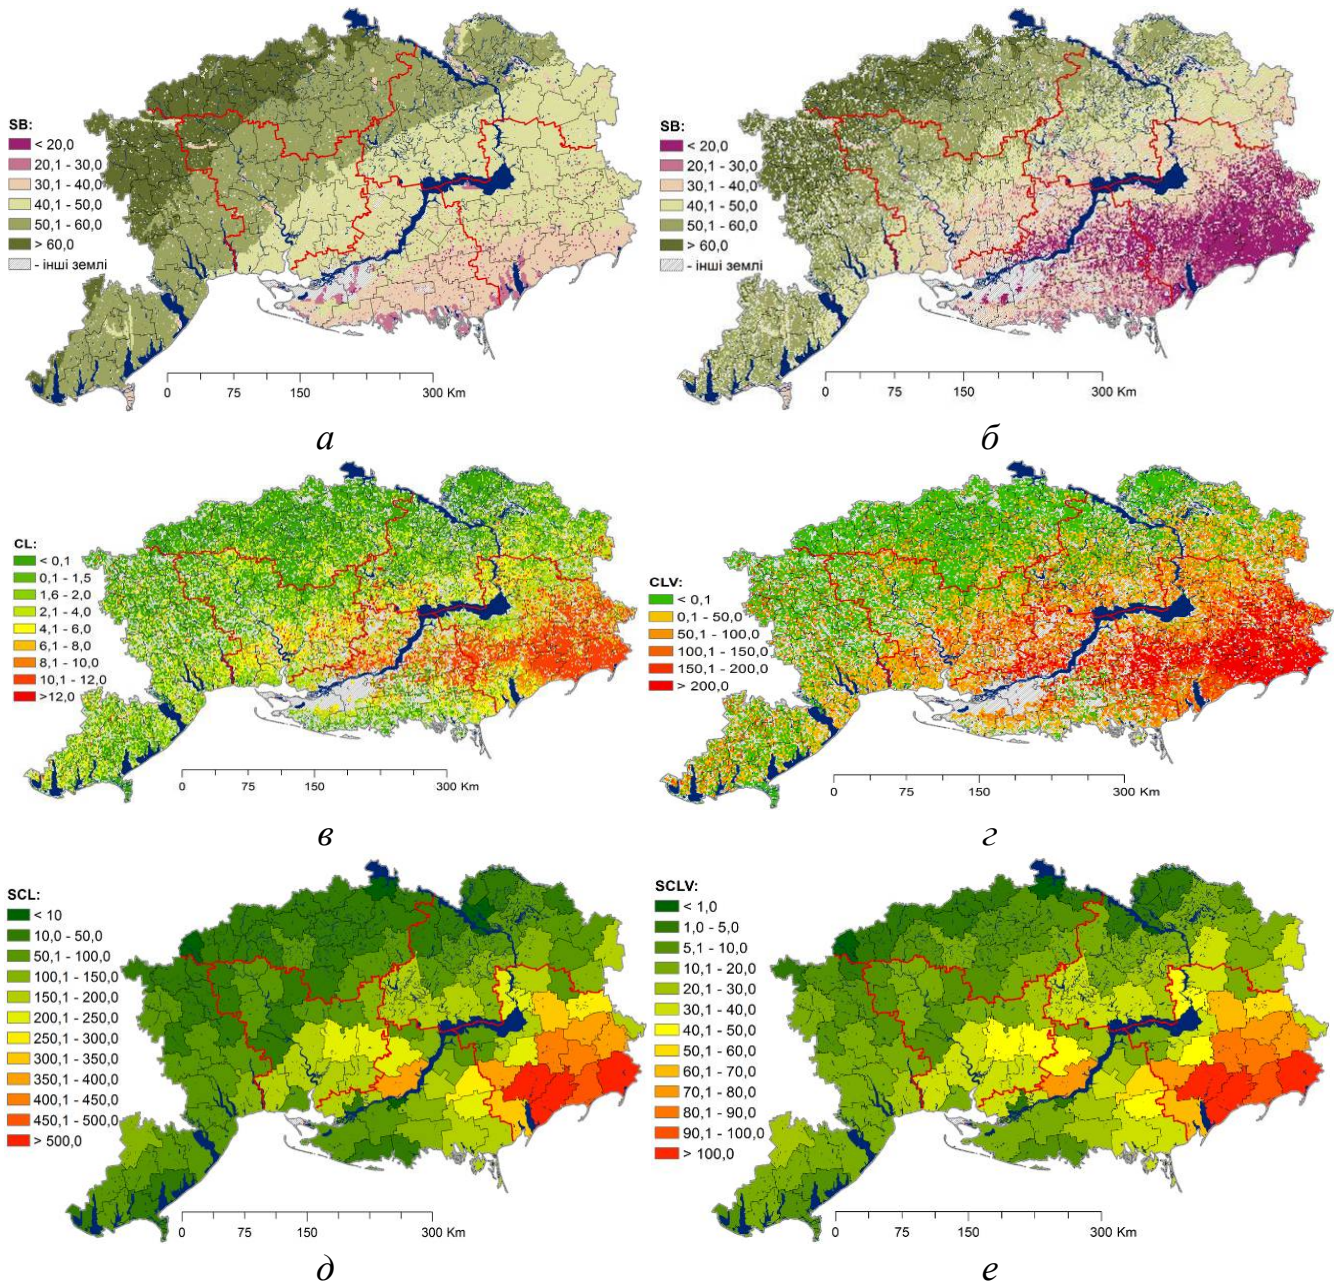 SB:
< 20,0
20,1 - 30,0
30,1 - 40,0
40,1 - 50,0
50,1 - 60,0
> 60,0
- інші землі
0 75 150 300 Km
а
SB:
< 20,0
20,1 - 30,0
30,1 - 40,0
40,1 - 50,0
50,1 - 60,0
> 60,0
- інші землі
0 75 150 300 Km
б
CL:
< 0,1
0,1 - 1,5
1,6 - 2,0
2,1 - 4,0
4,1 - 6,0
6,1 - 8,0
8,1 - 10,0
10,1 - 12,0
>12,0
0 75 150 300 Km
в
CLV:
< 0,1
0,1 - 50,0
50,1 - 100,0
100,1 - 150,0
150,1 - 200,0
> 200,0
0 75 150 300 Km
г
SCL:
< 10
10,0 - 50,0
50,1 - 100,0
100,1 - 150,0
150,1 - 200,0
200,1 - 250,0
250,1 - 300,0
300,1 - 350,0
350,1 - 400,0
400,1 - 450,0
450,1 - 500,0
> 500,0
0 75 150 300 Km
д
SCLV:
< 1,0
1,0 - 5,0
5,1 - 10,0
10,1 - 20,0
20,1 - 30,0
30,1 - 40,0
40,1 - 50,0
50,1 - 60,0
60,1 - 70,0
70,1 - 80,0
80,1 - 90,0
90,1 - 100,0
> 100,0
0 75 150 300 Km
е